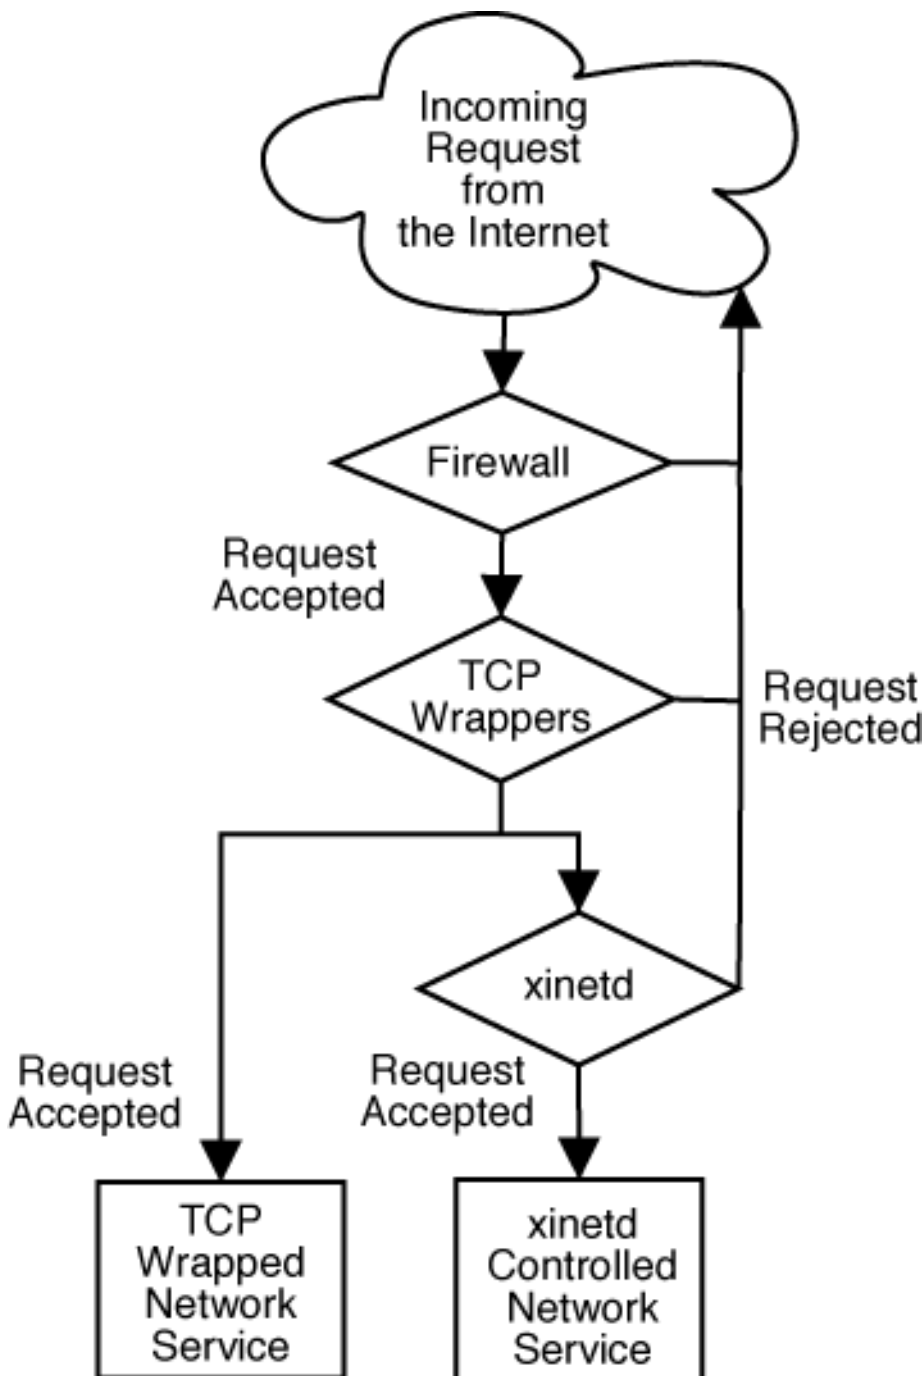 Incoming
Request
from
the Internet
Firewall
Request
Accepted
TCP
Wrappers
Request
Rejected
xinetd
Request
Accepted
Request
Accepted
TCP
Wrapped
Network
Service
xinetd
Controlled
Network
Service